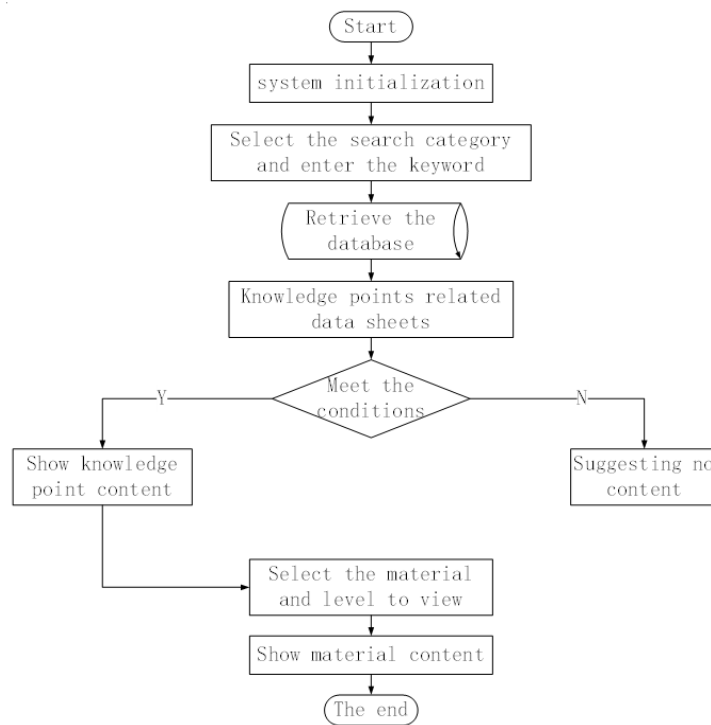 Start
system initialization
Select the search category
and enter the keyword
Retrieve the
database
Knowledge points related
data sheets
Meet the
conditions
Y
N
Show knowledge
point content
Suggesting no
content
Select the material
and level to view
Show material content
The end